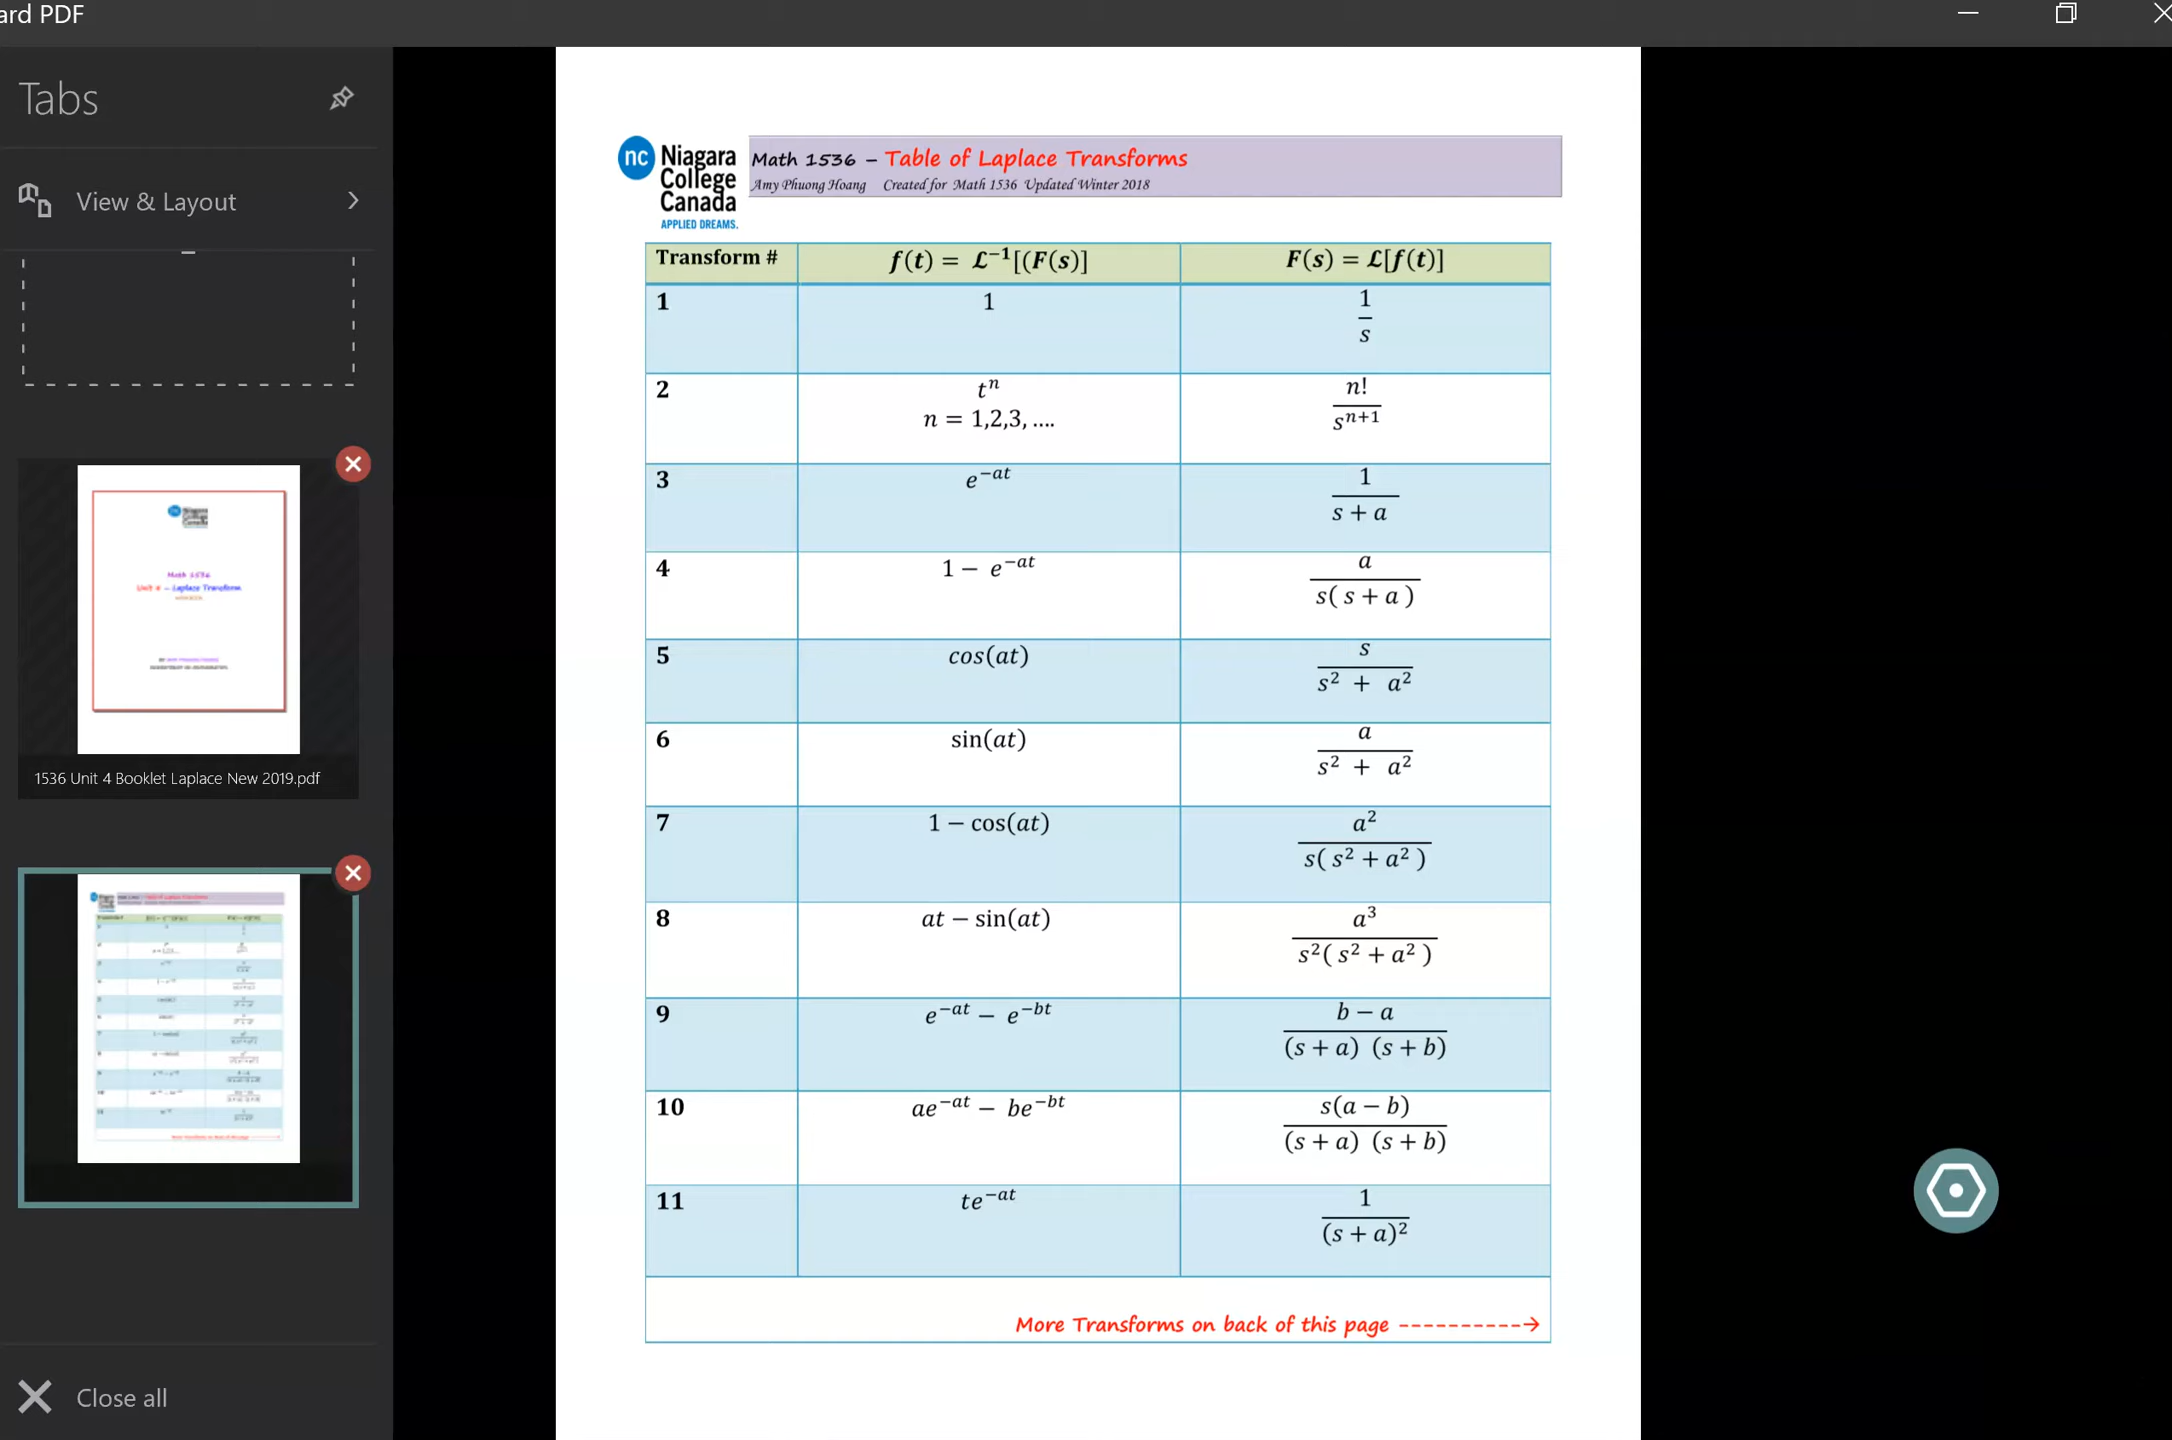 ard PDF
Tabs
View & Layout
1536 Unit 4 Booklet Laplace New 2019.pdf
Close all
nc Niagara College Canada
APPLIED DREAMS.
Math 1536 – Table of Laplace Transforms
Amy Phuong Hoang Created for Math 1536 Updated Winter 2018
Transform # f(t) = ℒ⁻¹[(F(s)] F(s) = ℒ[f(t)]
1 1 1/s
2 tⁿ n = 1,2,3, .... n!/sⁿ⁺¹
3 e^(−at) 1/(s + a)
4 1 − e^(−at) a/(s( s + a ))
5 cos(at) s/(s² + a²)
6 sin(at) a/(s² + a²)
7 1 − cos(at) a²/(s( s² + a² ))
8 at − sin(at) a³/(s²( s² + a² ))
9 e^(−at) − e^(−bt) (b − a)/((s + a) (s + b))
10 ae^(−at) − be^(−bt) s(a − b)/((s + a) (s + b))
11 te^(−at) 1/(s + a)²
More Transforms on back of this page ---------->